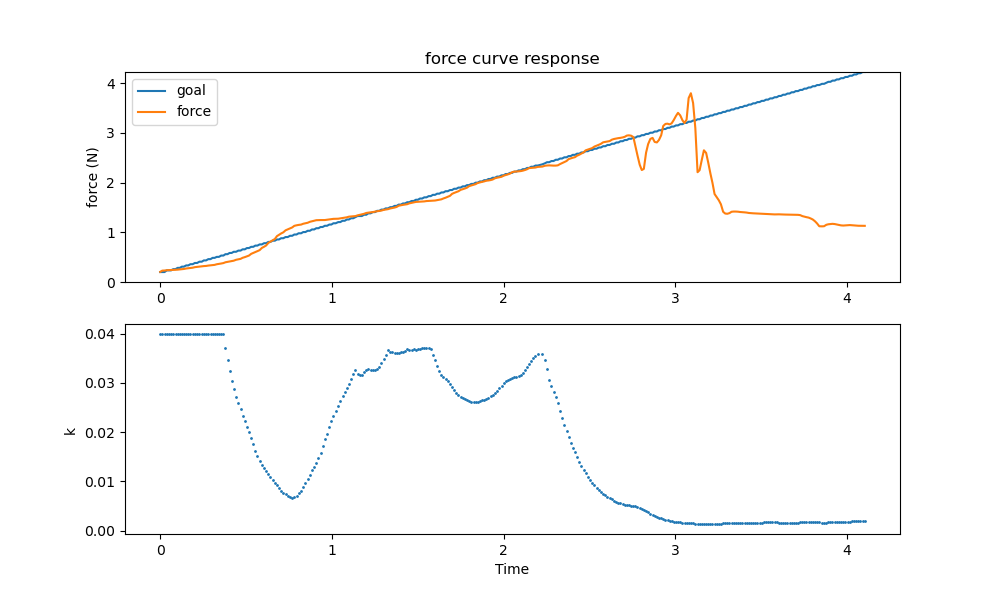 force curve response
goal
force
force (N)
4
3
2
1
0
0 1 2 3 4
k
0.04
0.03
0.02
0.01
0.00
0 1 2 3 4
Time